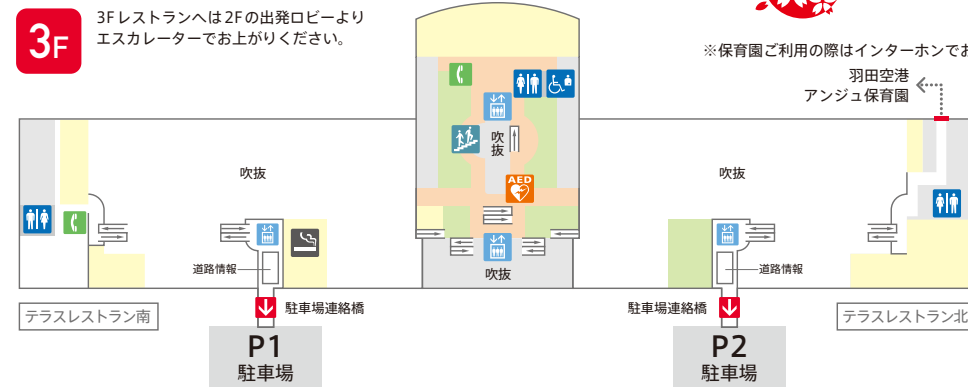 3F
3Fレストランへは2Fの出発ロビーより
エスカレーターでお上がりください。
※保育園ご利用の際はインターホンでお
羽田空港
アンジュ保育園
吹抜
吹抜
吹抜
AED
道路情報
吹抜
道路情報
テラスレストラン南
駐車場連絡橋
駐車場連絡橋
テラスレストラン北
P1
駐車場
P2
駐車場